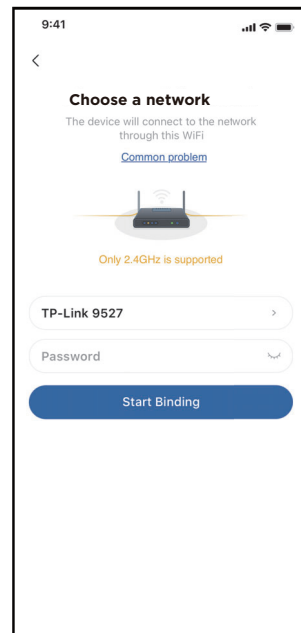 9:41
Choose a network
The device will connect to the network
through this WiFi
Common problem
Only 2.4GHz is supported
TP-Link 9527
Password
Start Binding